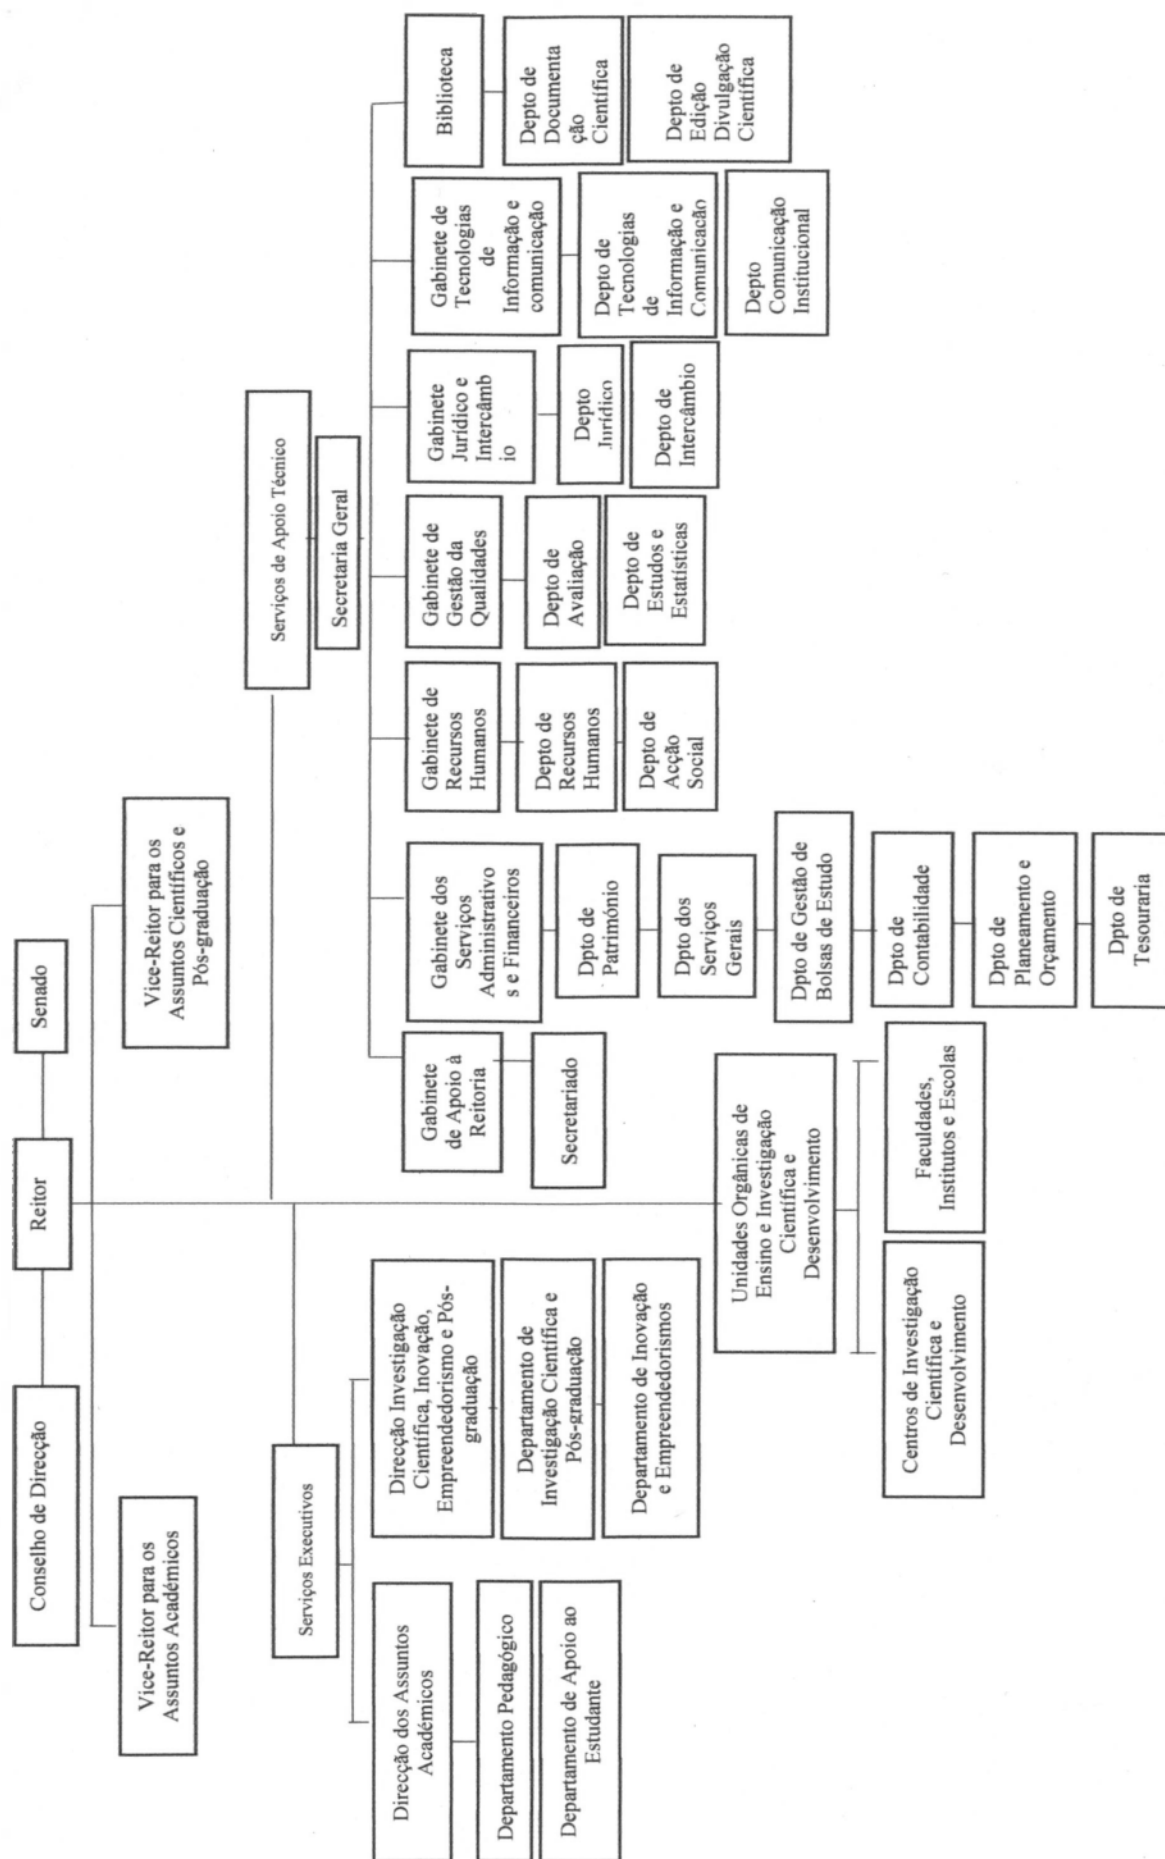 Conselho de Direcção
Reitor
Senado
Vice-Reitor para os
Assuntos Académicos
Vice-Reitor para os
Assuntos Científicos e
Pós-graduação
Serviços Executivos
Serviços de Apoio Técnico
Secretaria Geral
Direcção dos Assuntos
Académicos
Departamento Pedagógico
Departamento de Apoio ao
Estudante
Direcção Investigação
Científica, Inovação,
Empreendedorismo e Pós-
graduação
Departamento de
Investigação Científica e
Pós-graduação
Departamento de Inovação
e Empreendedorismos
Gabinete
de Apoio à
Reitoria
Secretariado
Gabinete dos
Serviços
Administrativo
s e Financeiros
Dpto de
Património
Dpto dos
Serviços
Gerais
Dpto de Gestão de
Bolsas de Estudo
Dpto de
Contabilidade
Dpto de
Planeamento e
Orçamento
Dpto de
Tesouraria
Gabinete de
Recursos
Humanos
Depto de
Recursos
Humanos
Depto de
Acção
Social
Gabinete de
Gestão da
Qualidades
Depto de
Avaliação
Depto de
Estudos e
Estatísticas
Gabinete
Jurídico e
Intercâmb
io
Depto
Jurídico
Depto de
Intercâmbio
Gabinete de
Tecnologias
de
Informação e
comunicação
Depto de
Tecnologias
de
Informação e
Comunicacão
Depto
Comunicação
Institucional
Biblioteca
Depto de
Documenta
ção
Científica
Depto de
Edição
Divulgação
Científica
Unidades Orgânicas de
Ensino e Investigação
Científica e
Desenvolvimento
Centros de Investigação
Científica e
Desenvolvimento
Faculdades,
Institutos e Escolas